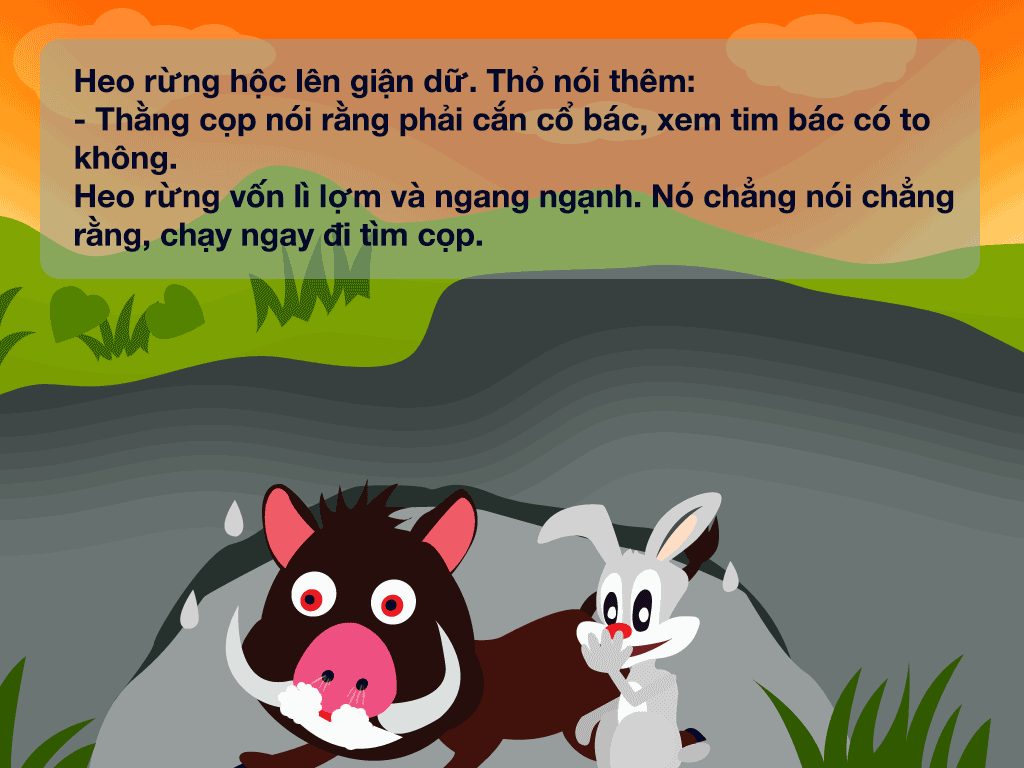 Heo rừng hộc lên giận dữ. Thỏ nói thêm:
- Thằng cọp nói rằng phải cắn cổ bác, xem tim bác có to
không.
Heo rừng vốn lì lợm và ngang ngạnh. Nó chẳng nói chẳng
rằng, chạy ngay đi tìm cọp.